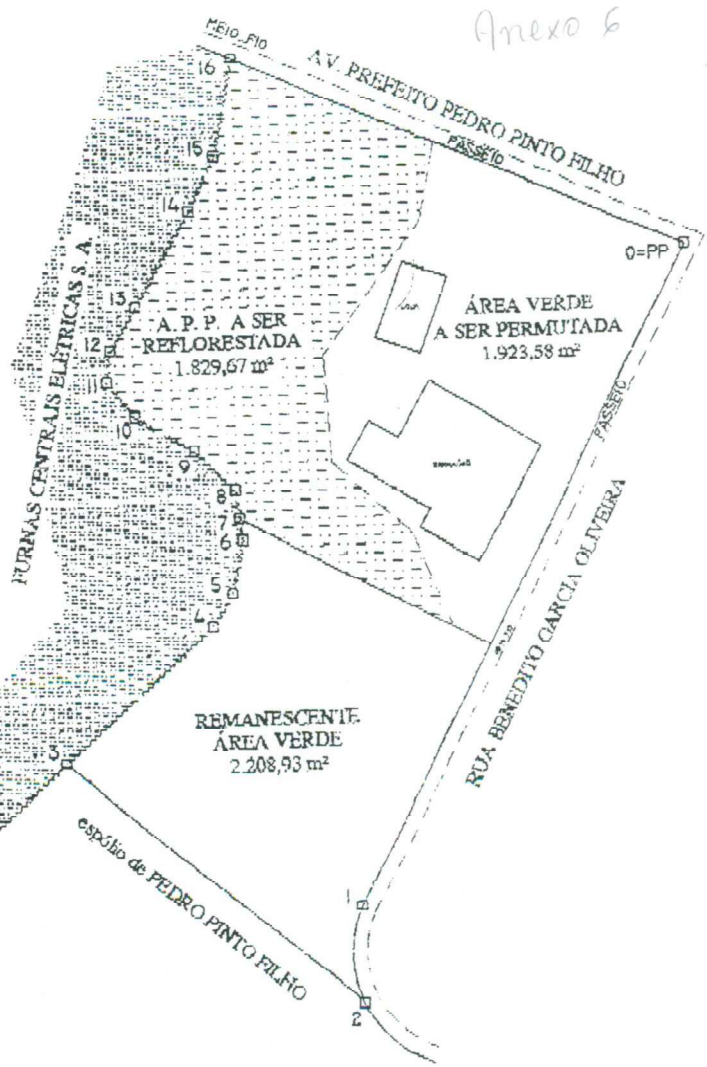 Anexo 6
MEIO_FIO
AV. PREFEITO PEDRO PINTO FILHO
PASSEIO
16
15
14
13
12
11
10
9
8
7
6
5
4
3
0=PP
FURNAS CENTRAIS ELÉTRICAS S. A.
A. P. P. A SER
REFLORESTADA
1.829,67 m²
ÁREA VERDE
A SER PERMUTADA
1.923,58 m²
PASSEIO
RUA BENEDITO GARCIA OLIVEIRA
REMANESCENTE
ÁREA VERDE
2.208,93 m²
espólio de PEDRO PINTO FILHO
1
2